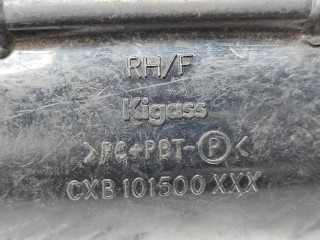 RH/F
Kigass
>PC+PBT-Ⓟ<
CXB 101500 XXX